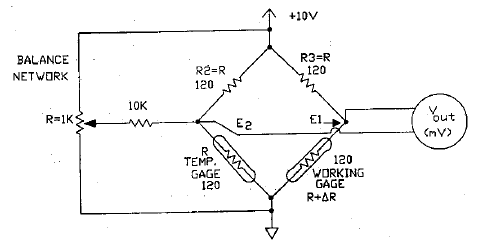 +10V
BALANCE
NETWORK
R2=R
120
R3=R
120
R=1K
10K
E2
E1
Vout
(mV)
R
TEMP.
GAGE
120
120
WORKING
GAGE
R+ΔR